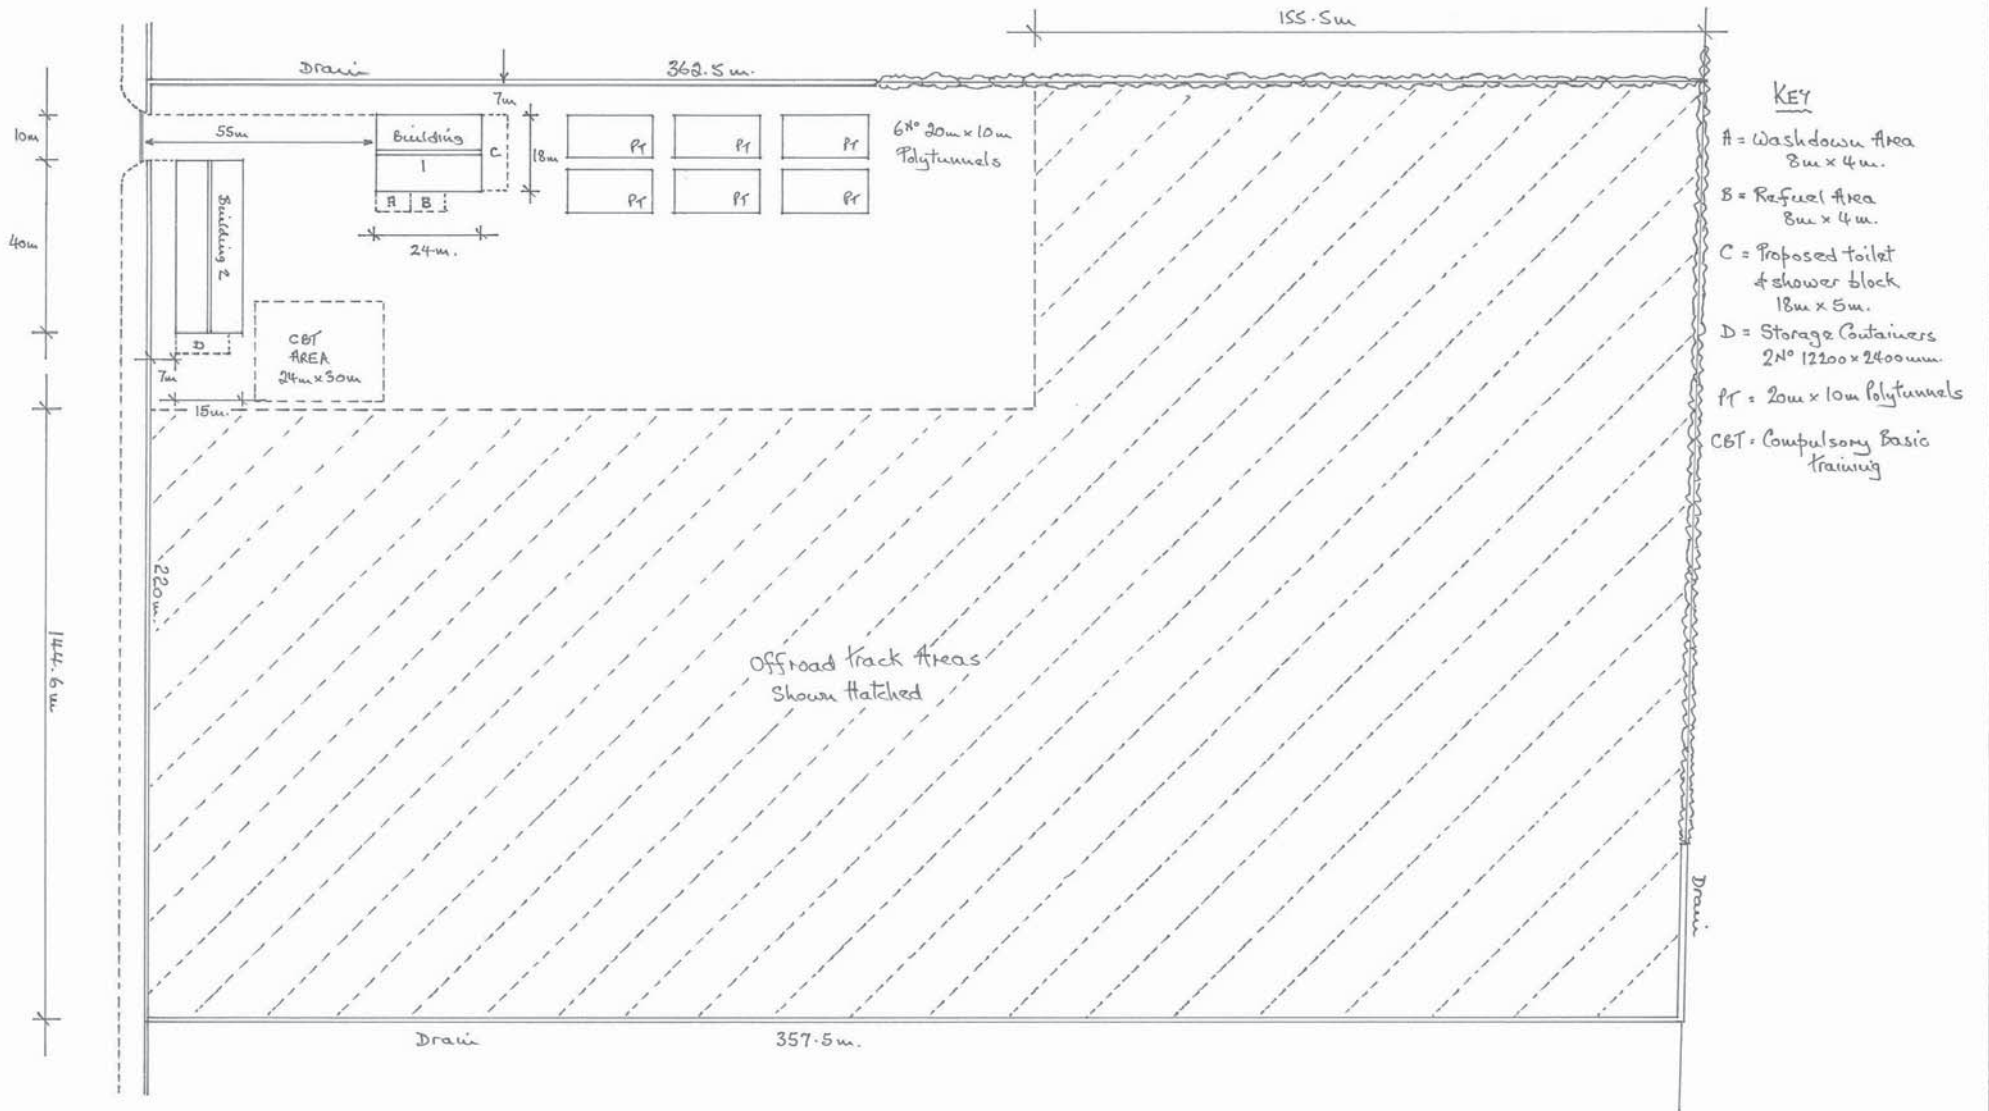 155.5m
Drain
362.5m.
7m
10m
55m
Building
1
C
18m
PT
PT
PT
PT
PT
PT
6No 20m x 10m
Polytunnels
A
B
24m.
40m
Building 2
D
CBT
AREA
24m x 30m
7m
15m.
220m.
144.6m
Offroad track Areas
Shown Hatched
Drain
Drain
357.5m.
KEY
A = Washdown Area
8m x 4m.
B = Refuel Area
8m x 4m.
C = Proposed toilet
& shower block
18m x 5m.
D = Storage Containers
2No 12200 x 2400mm.
PT = 20m x 10m Polytunnels
CBT = Compulsory Basic
training